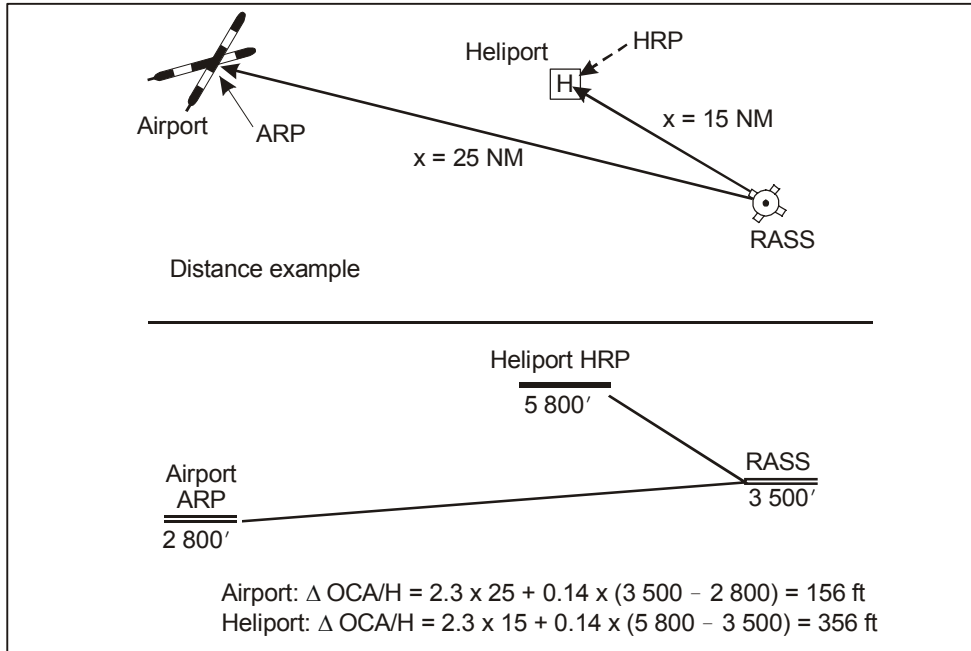 HRP
Heliport
H
Airport
ARP
x = 15 NM
x = 25 NM
RASS
Distance example
Heliport HRP
5 800′
RASS
3 500′
Airport
ARP
2 800′
Airport: Δ OCA/H = 2.3 x 25 + 0.14 x (3 500 – 2 800) = 156 ft
Heliport: Δ OCA/H = 2.3 x 15 + 0.14 x (5 800 – 3 500) = 356 ft